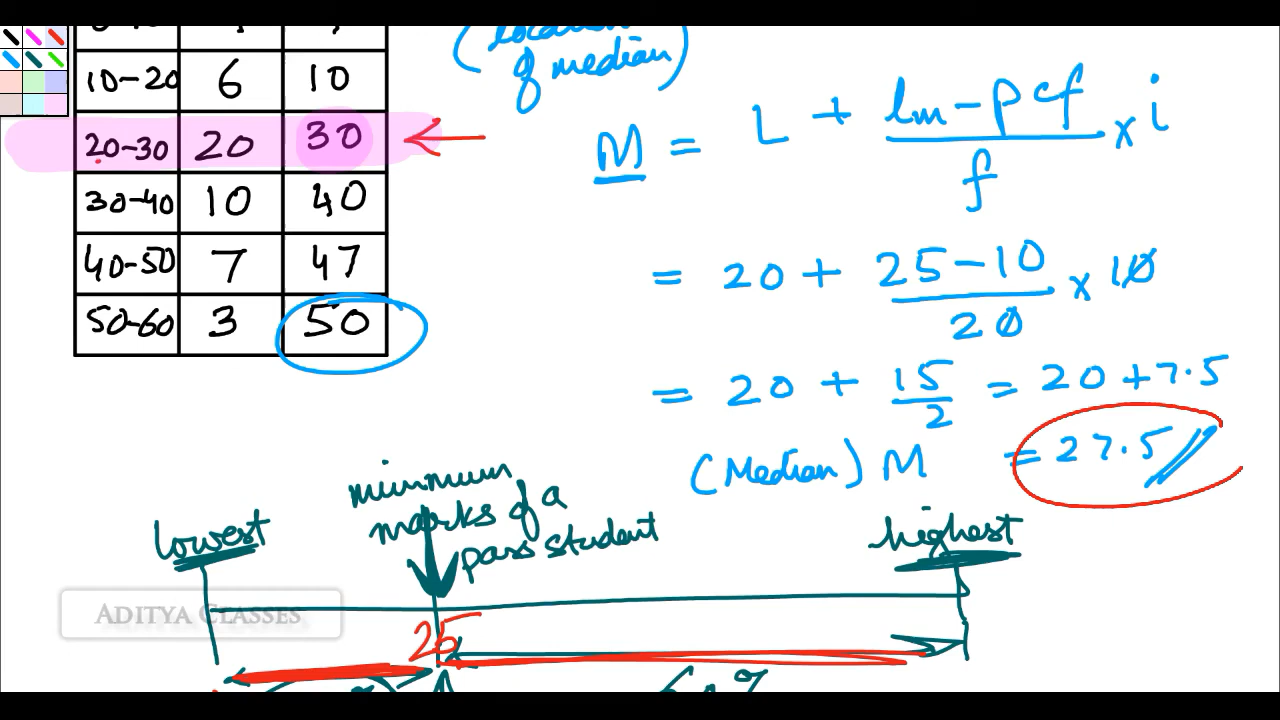 (location
of median)
10-20 6 10
20-30 20 30
30-40 10 40
40-50 7 47
50-60 3 50
M = L + lm-pcf/f × i
= 20 + 25-10/20 × 10
= 20 + 15/2 = 20+7.5
(Median) M = 27.5
lowest
minimum
marks of a
pass student
highest
ADITYA CLASSES
25